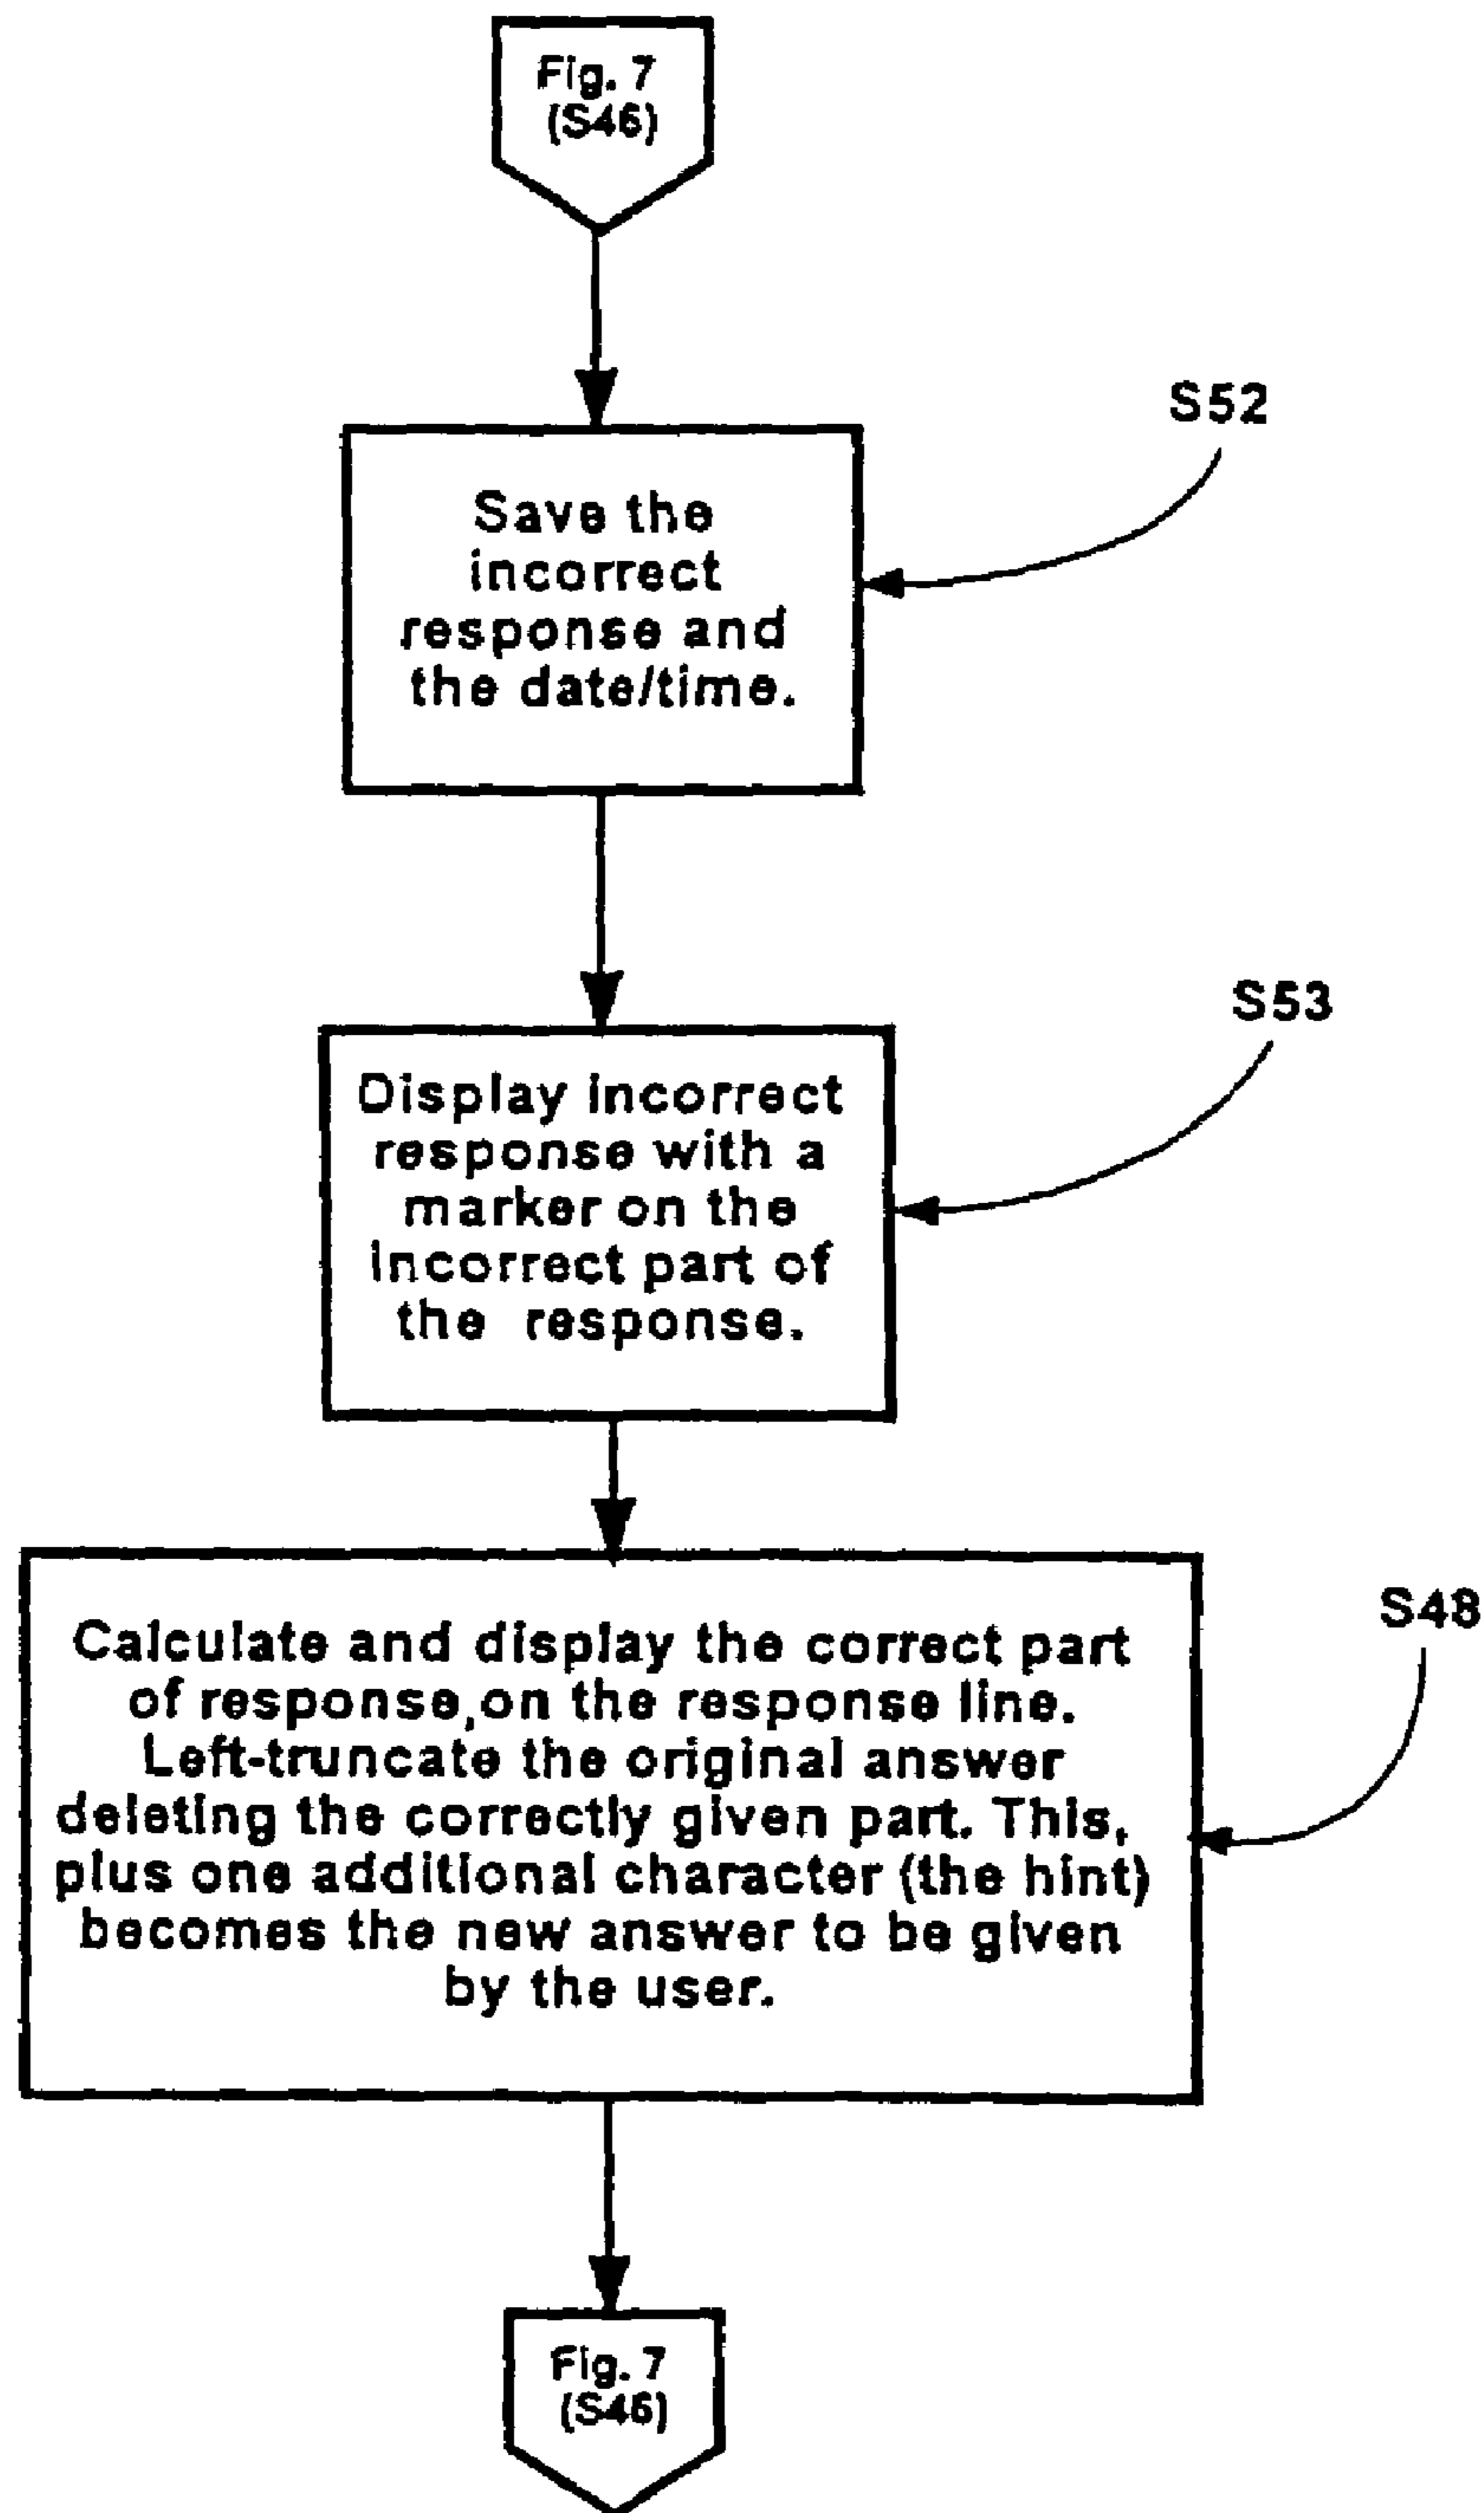 Fig. 7
(S46)
S52
Save the
incorrect
response and
the date/time.
S53
Display incorrect
response with a
marker on the
incorrect part of
the response.
S48
Calculate and display the correct part
of response,on the response line.
Left-truncate the original answer
deleting the correctly given part. This,
plus one additional character (the hint)
becomes the new answer to be given
by the user.
Fig. 7
(S46)